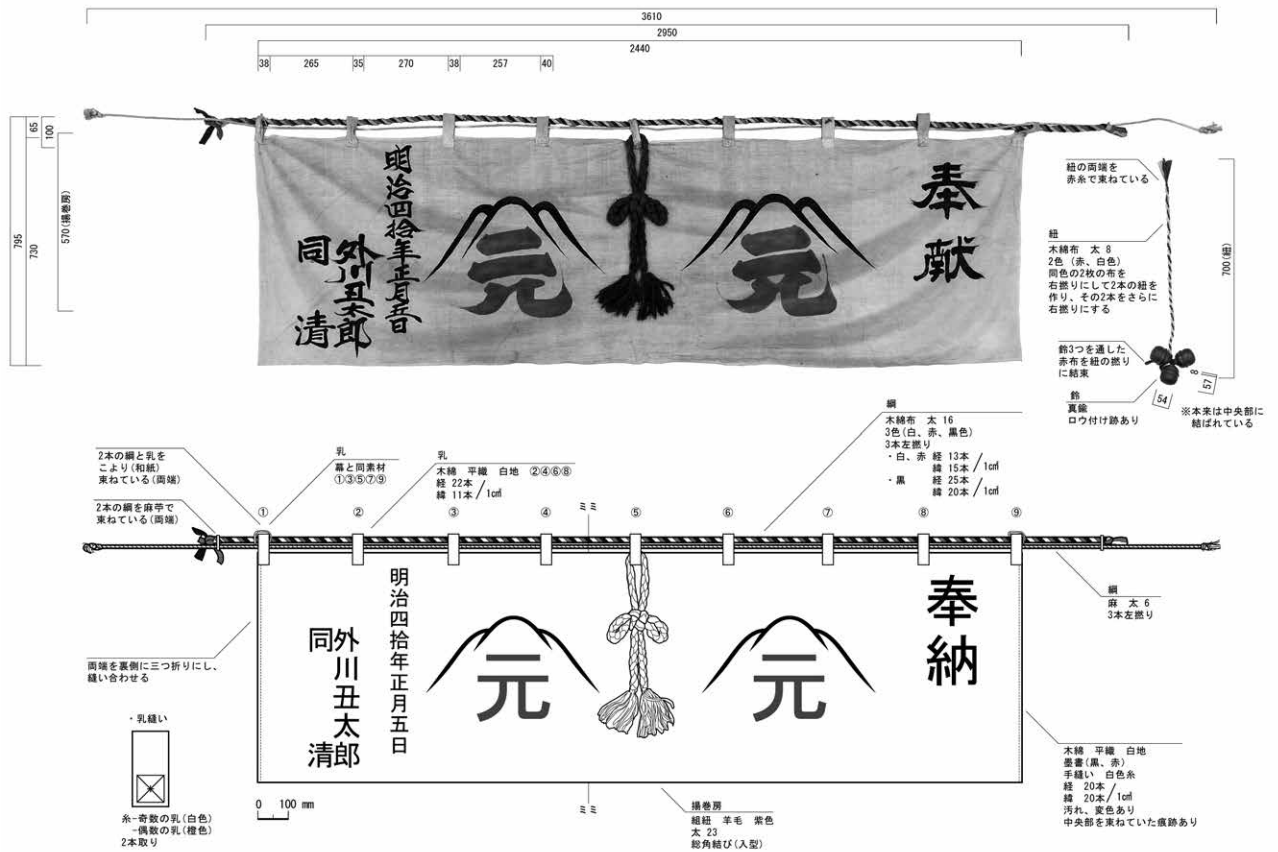 3610
2950
2440
38
265
35
270
38
257
40
65
100
795
730
570(揚巻房)
奉献
明治四拾年正月五日
外川丑太郎
同 清
元
元
紐の両端を
赤糸で束ねている
紐
木綿布 太 8
2色 (赤、白色)
同色の2枚の布を
右撚りにして2本の紐を
作り、その2本をさらに
右撚りにする
700(紐)
鈴3つを通した
赤布を紐の撚り
に結束
鈴
真鍮
ロウ付け跡あり
54
57
8
※本来は中央部に
結ばれている
2本の綱と乳を
こより(和紙)
束ねている(両端)
2本の綱を麻苧で
束ねている(両端)
乳
幕と同素材
①③⑤⑦⑨
乳
木綿 平織 白地 ②④⑥⑧
経 22本
緯 11本/1c㎡
綱
木綿布 太 16
3色(白、赤、黒色)
3本左撚り
・白、赤 経 13本
緯 15本/1c㎡
・黒 経 25本
緯 20本/1c㎡
① ② ③ ④ ⑤ ⑥ ⑦ ⑧ ⑨
奉納
元
元
明治四拾年正月五日
外川丑太郎
同 清
綱
麻 太 6
3本左撚り
両端を裏側に三つ折りにし、
縫い合わせる
・乳縫い
糸-奇数の乳(白色)
-偶数の乳(橙色)
2本取り
0 100 mm
揚巻房
組紐 羊毛 紫色
太 23
総角結び(入型)
木綿 平織 白地
墨書(黒、赤)
手縫い 白色糸
経 20本
緯 20本/1c㎡
汚れ、変色あり
中央部を束ねていた痕跡あり